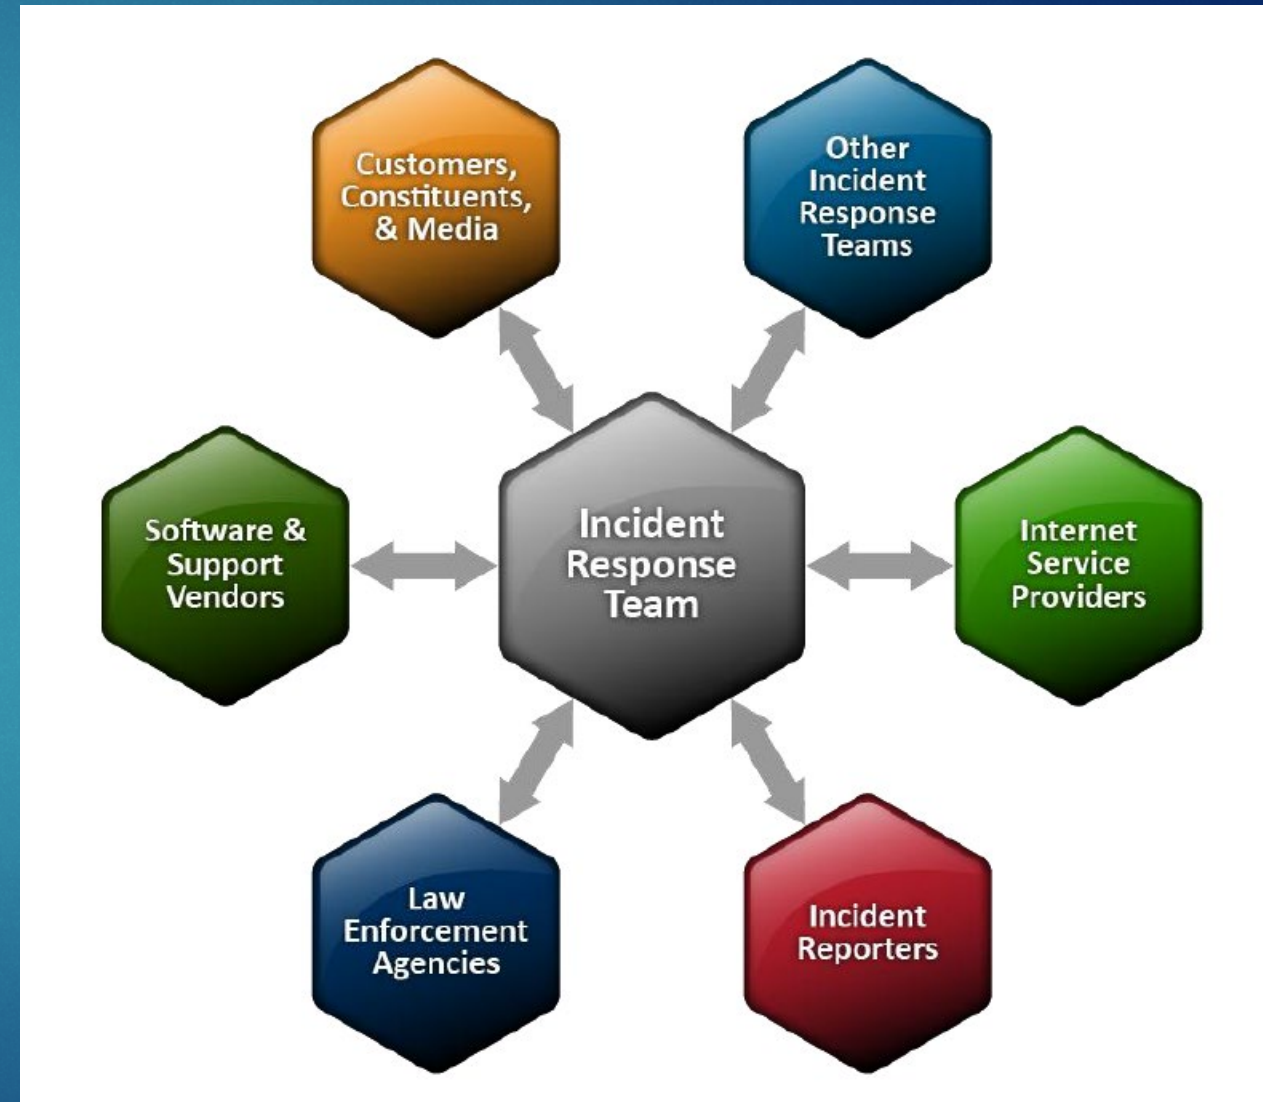 Customers,
Constituents,
& Media
Other
Incident
Response
Teams
Software &
Support
Vendors
Incident
Response
Team
Internet
Service
Providers
Law
Enforcement
Agencies
Incident
Reporters